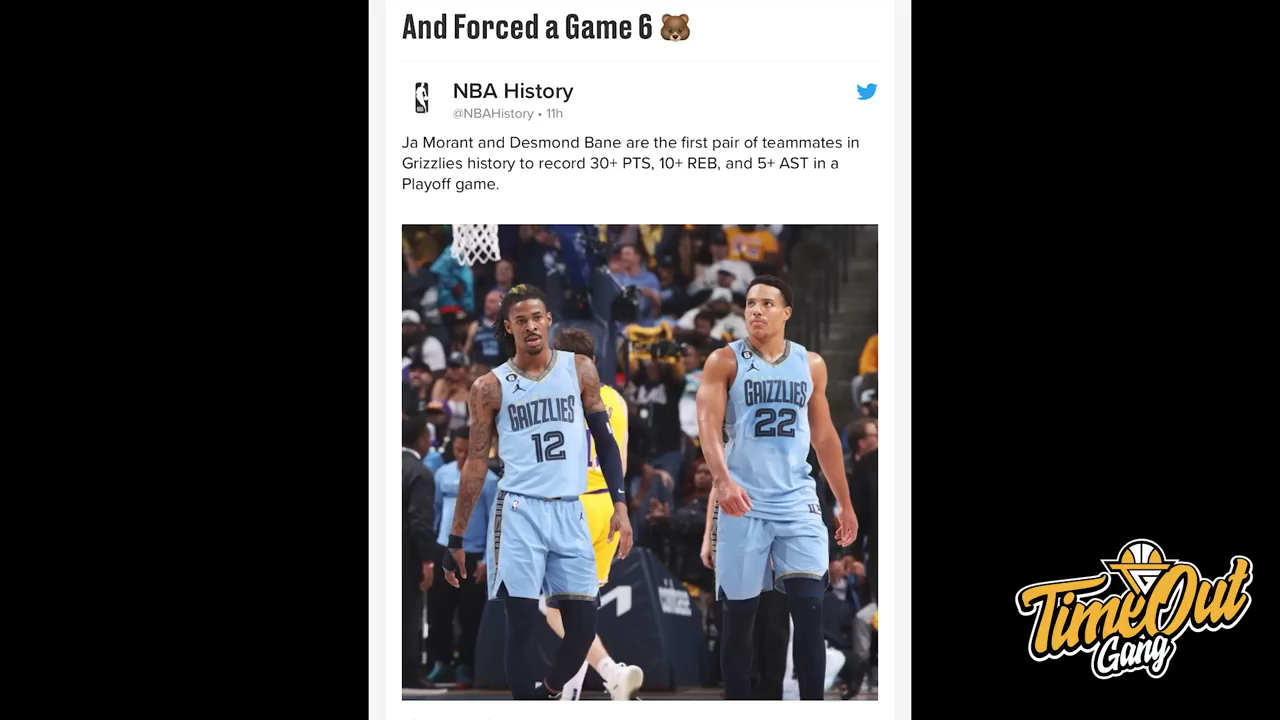 And Forced a Game 6
NBA History
@NBAHistory • 11h
Ja Morant and Desmond Bane are the first pair of teammates in
Grizzlies history to record 30+ PTS, 10+ REB, and 5+ AST in a
Playoff game.
GRIZZLIES
12
GRIZZLIES
22
TimeOut
Gang